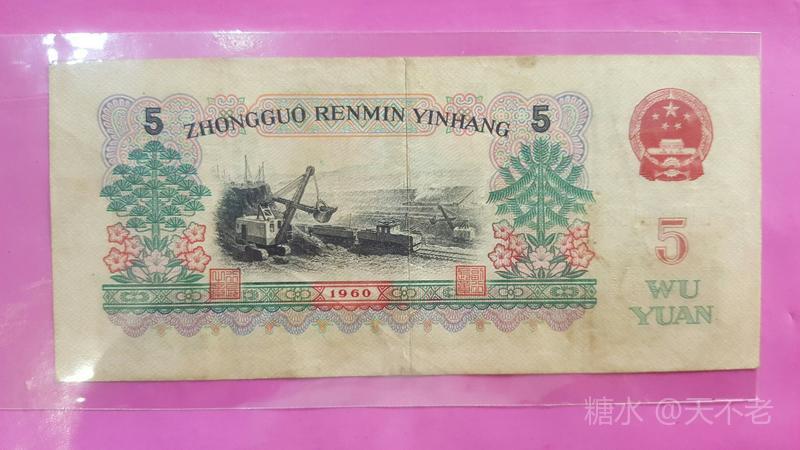 5 ZHONGGUO RENMIN YINHANG 5
1960
5
WU
YUAN
糖水 @天不老